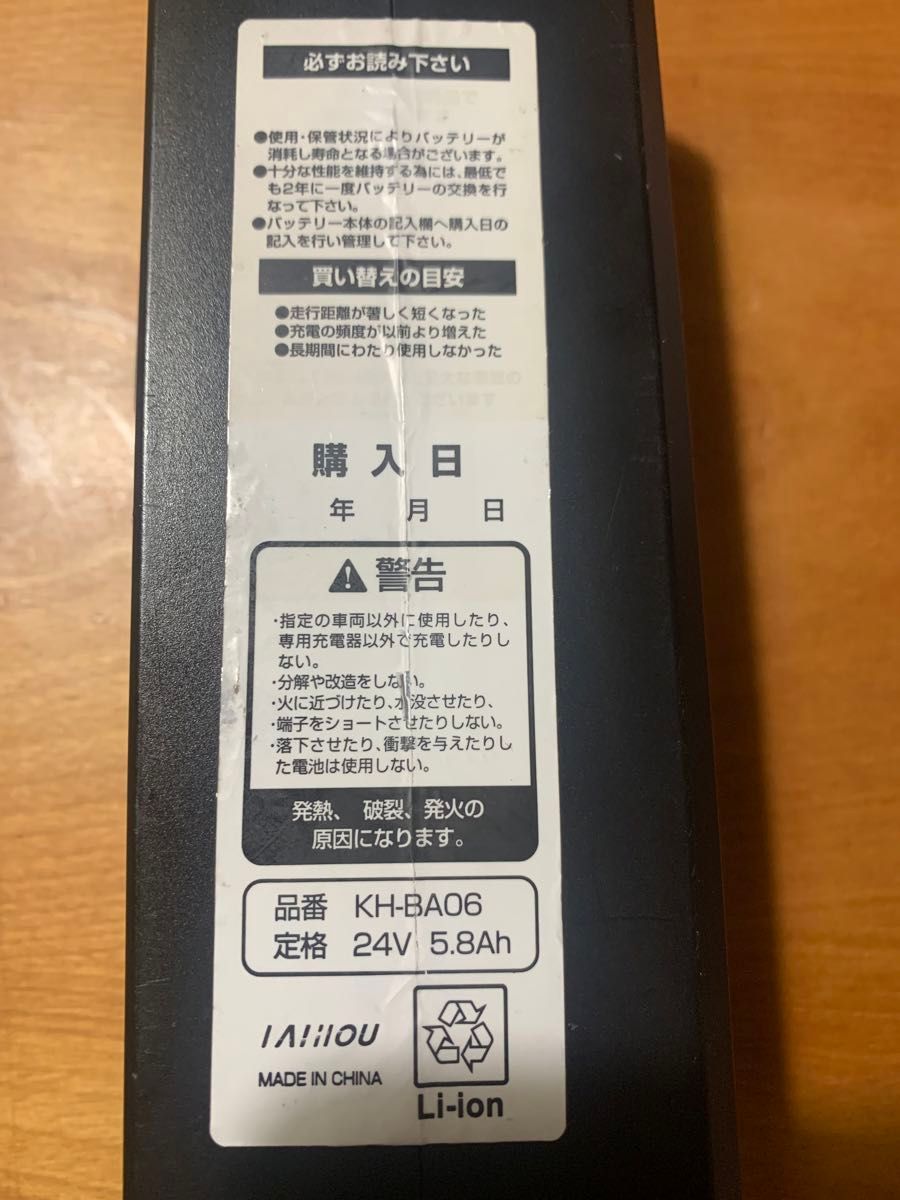 必ずお読み下さい
●使用・保管状況によりバッテリーが
消耗し寿命となる場合がございます。
●十分な性能を維持する為には、最低で
も2年に一度バッテリーの交換を行
なって下さい。
●バッテリー本体の記入欄へ購入日の
記入を行い管理して下さい。
買い替えの目安
●走行距離が著しく短くなった
●充電の頻度が以前より増えた
●長期間にわたり使用しなかった
購入日
年 月 日
警告
・指定の車両以外に使用したり、
専用充電器以外で充電したりし
ない。
・分解や改造をしない。
・火に近づけたり、水没させたり、
・端子をショートさせたりしない。
・落下させたり、衝撃を与えたりし
た電池は使用しない。
発熱、破裂、発火の
原因になります。
品番 KH-BA06
定格 24V 5.8Ah
MADE IN CHINA
Li-ion